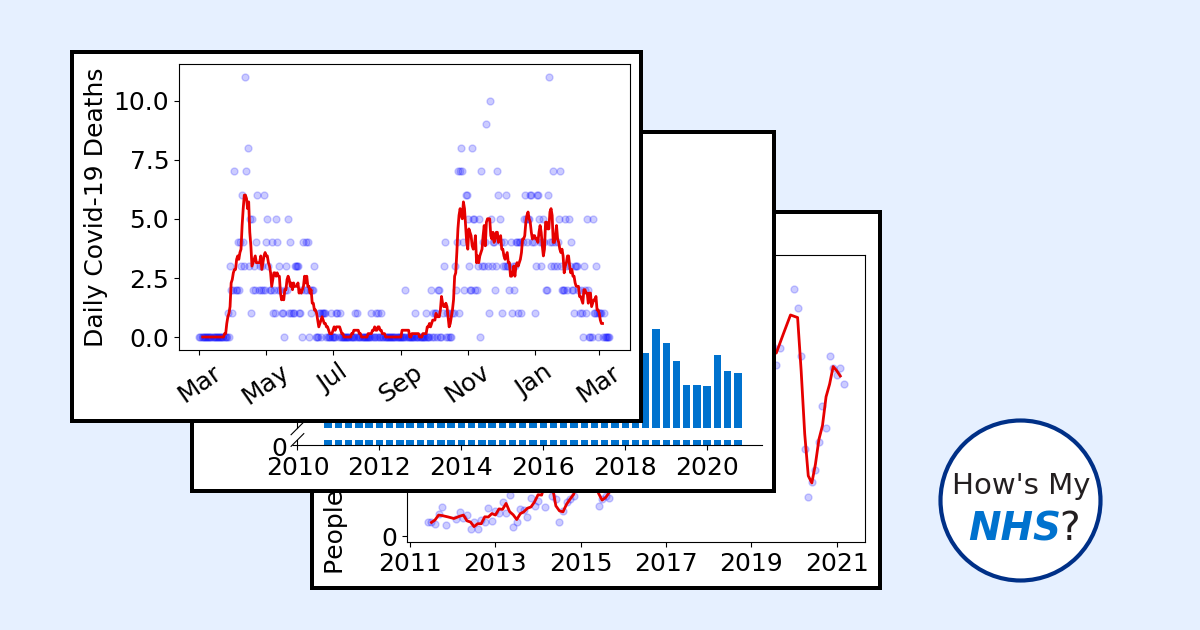 Daily Covid-19 Deaths
10.0
7.5
5.0
2.5
0.0
Mar May Jul Sep Nov Jan Mar
0
2010 2012 2014 2016 2018 2020
People
0
2011 2013 2015 2017 2019 2021
How's My
NHS?